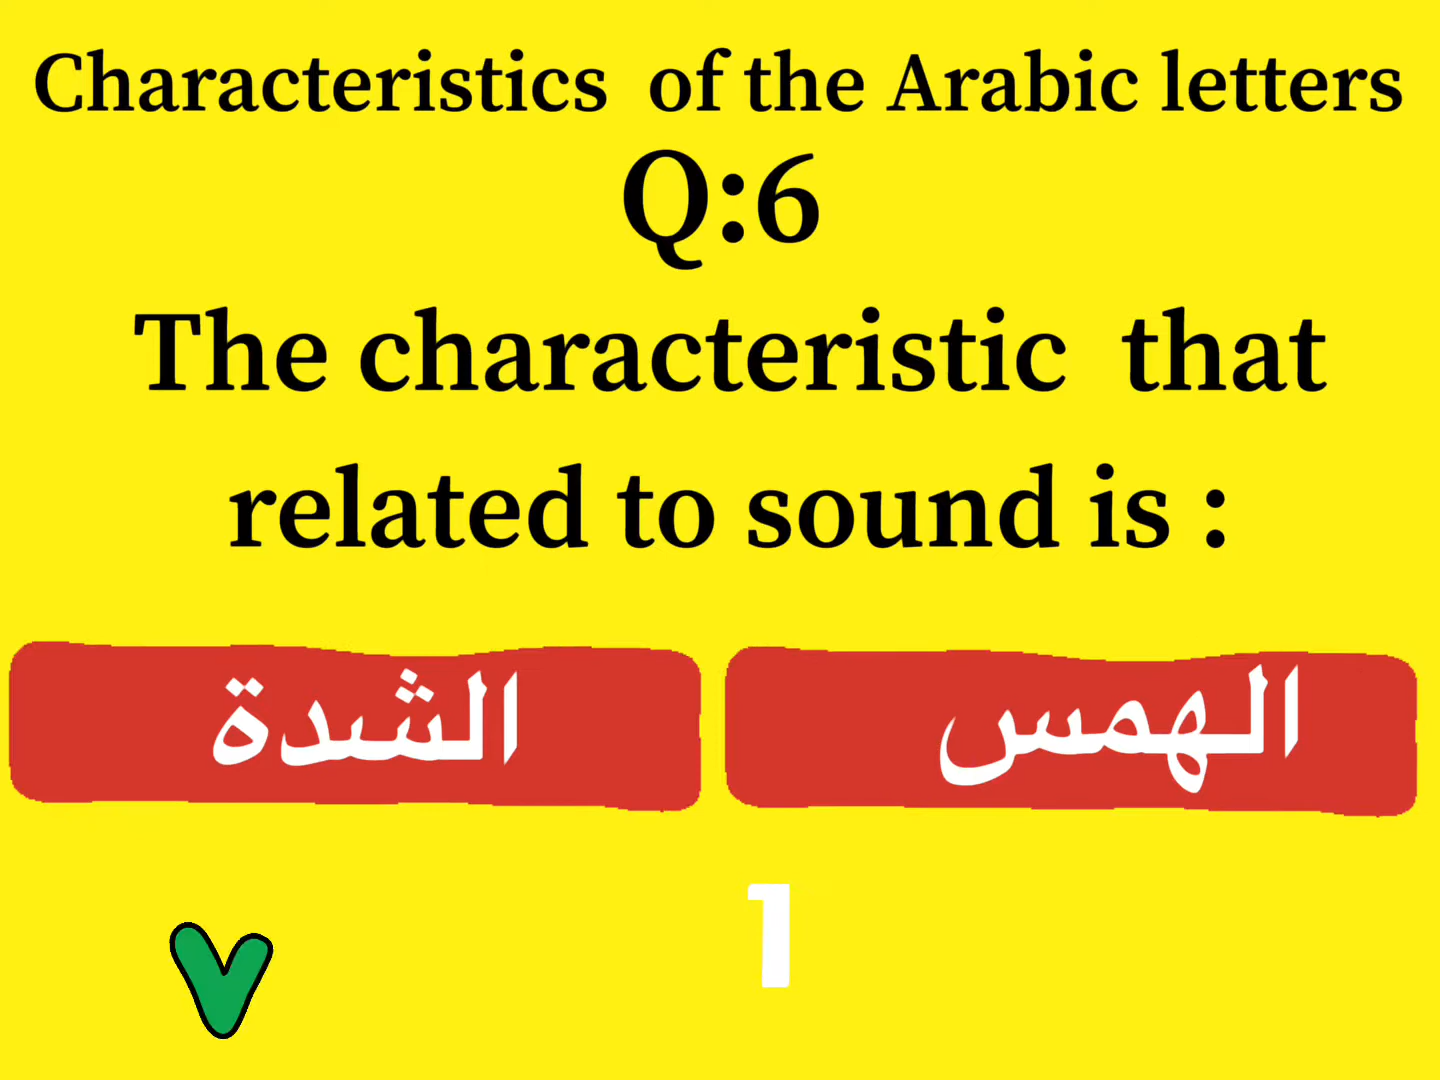 Characteristics of the Arabic letters
Q:6
The characteristic that
related to sound is :
الشدة
الهمس
1